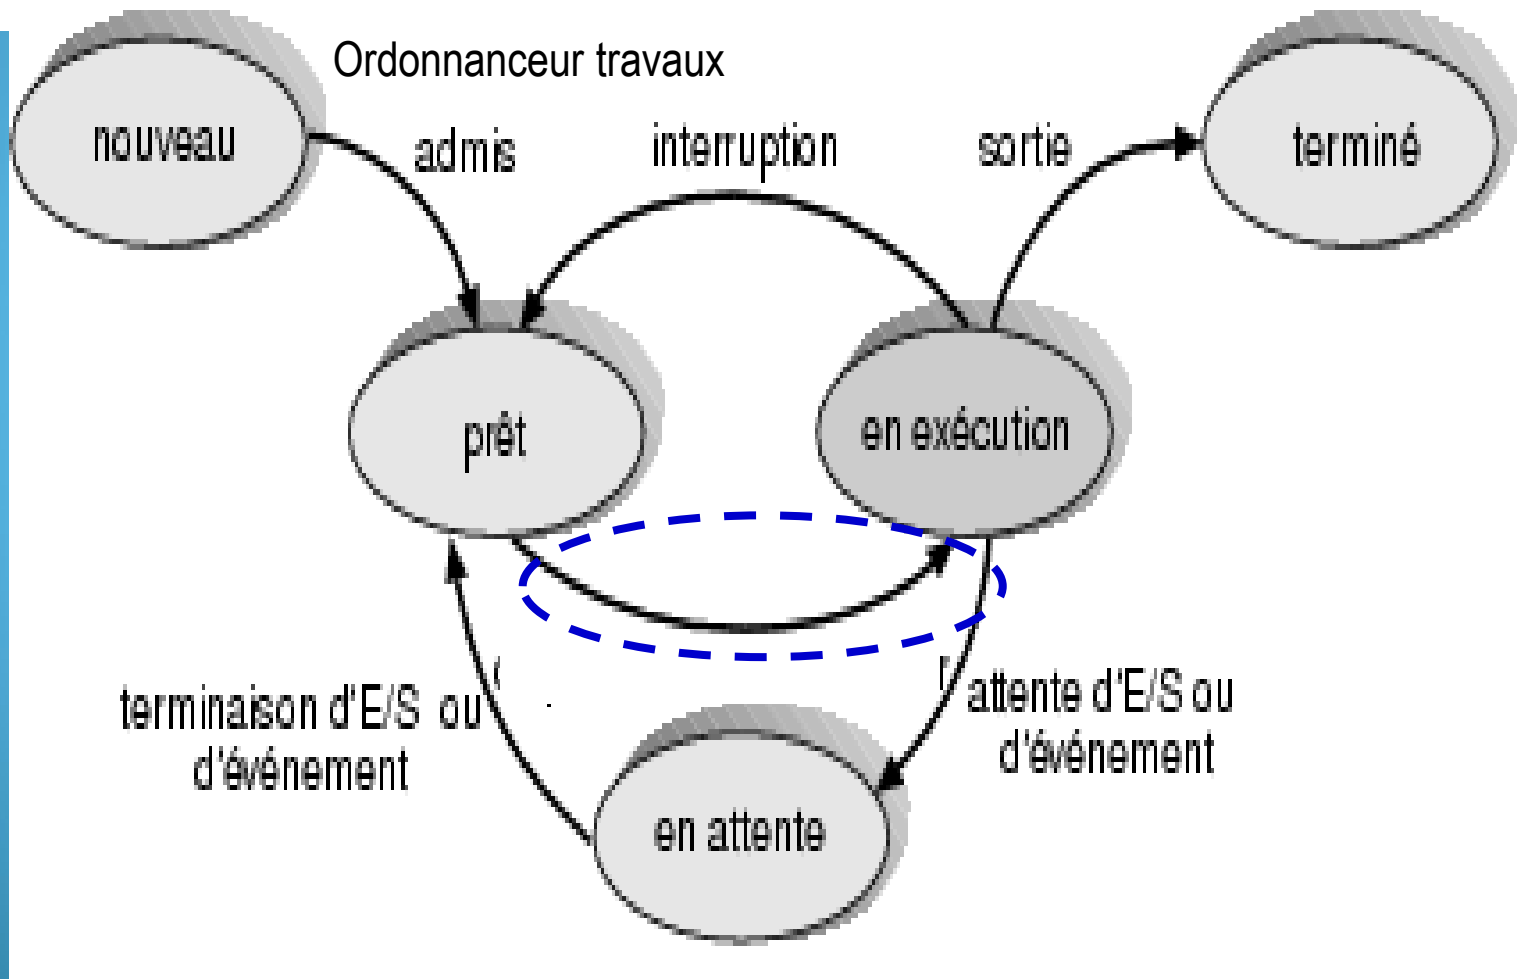 Ordonnanceur travaux
nouveau
admis
interruption
sortie
terminé
prêt
en exécution
terminaison d'E/S ou
d'événement
attente d'E/S ou
d'événement
en attente